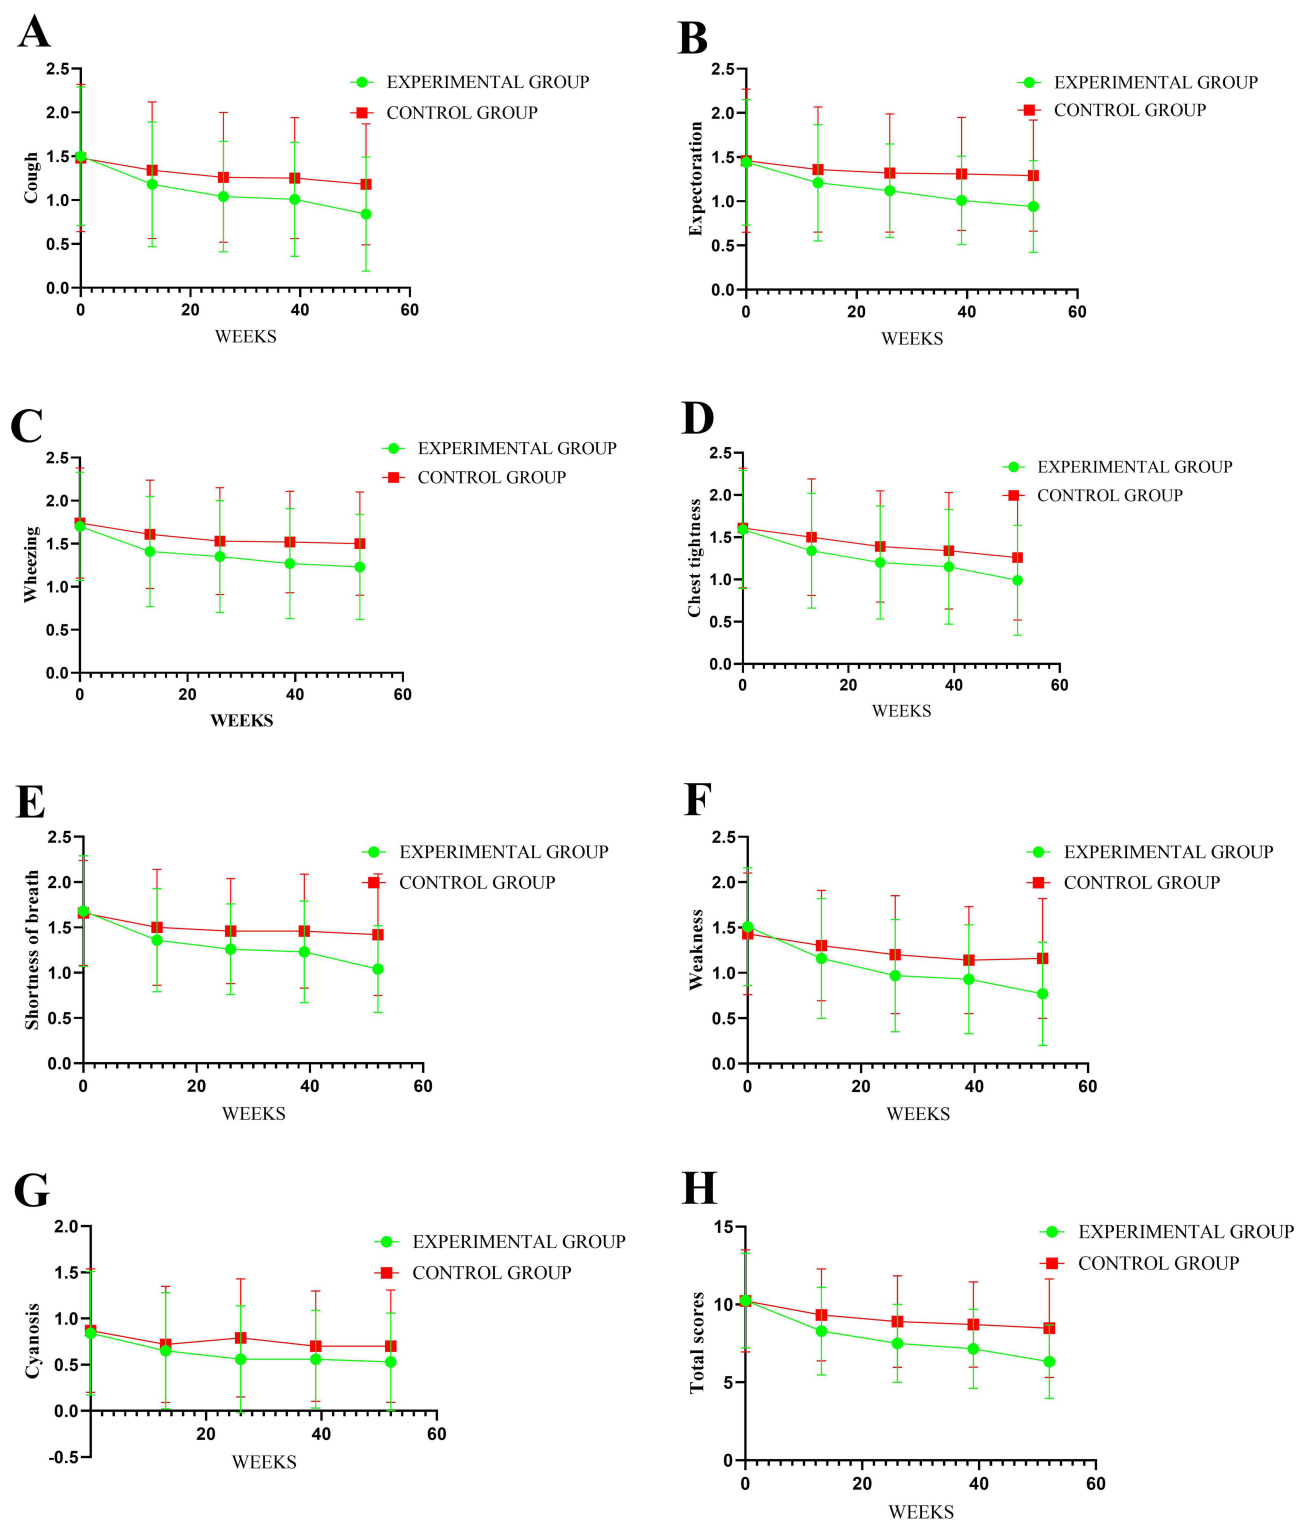 A
Cough
2.5
2.0
1.5
1.0
0.5
0.0
0 20 40 60
WEEKS
EXPERIMENTAL GROUP
CONTROL GROUP
B
Expectoration
2.5
2.0
1.5
1.0
0.5
0.0
0 20 40 60
WEEKS
EXPERIMENTAL GROUP
CONTROL GROUP
C
Wheezing
2.5
2.0
1.5
1.0
0.5
0.0
0 20 40 60
WEEKS
EXPERIMENTAL GROUP
CONTROL GROUP
D
Chest tightness
2.5
2.0
1.5
1.0
0.5
0.0
0 20 40 60
WEEKS
EXPERIMENTAL GROUP
CONTROL GROUP
E
Shortness of breath
2.5
2.0
1.5
1.0
0.5
0.0
0 20 40 60
WEEKS
EXPERIMENTAL GROUP
CONTROL GROUP
F
Weakness
2.5
2.0
1.5
1.0
0.5
0.0
0 20 40 60
WEEKS
EXPERIMENTAL GROUP
CONTROL GROUP
G
Cyanosis
2.0
1.5
1.0
0.5
0.0
-0.5
20 40 60
WEEKS
EXPERIMENTAL GROUP
CONTROL GROUP
H
Total scores
15
10
5
0
0 20 40 60
WEEKS
EXPERIMENTAL GROUP
CONTROL GROUP